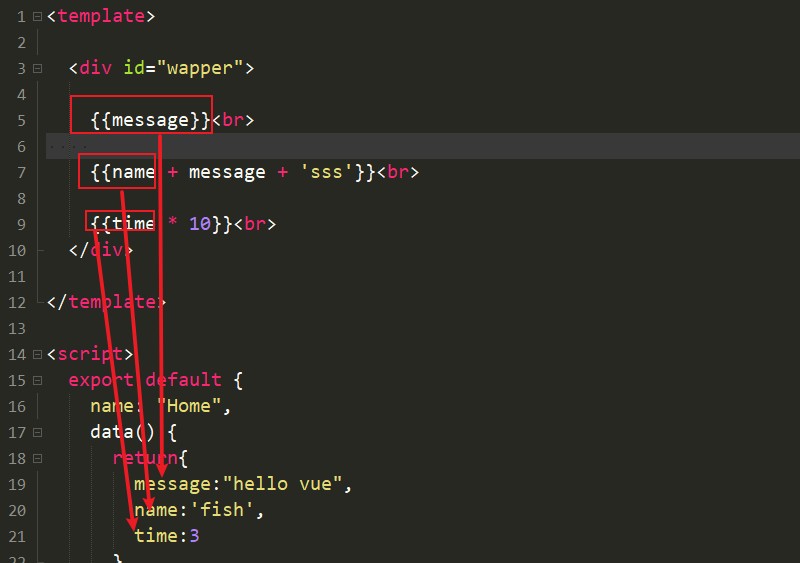 1 <template>
2
3 <div id="wapper">
4
5 {{message}}<br>
6
7 {{name + message + 'sss'}}<br>
8
9 {{time * 10}}<br>
10 </div>
11
12 </template>
13
14 <script>
15 export default {
16 name: "Home",
17 data() {
18 return{
19 message:"hello vue",
20 name:'fish',
21 time:3
22 }